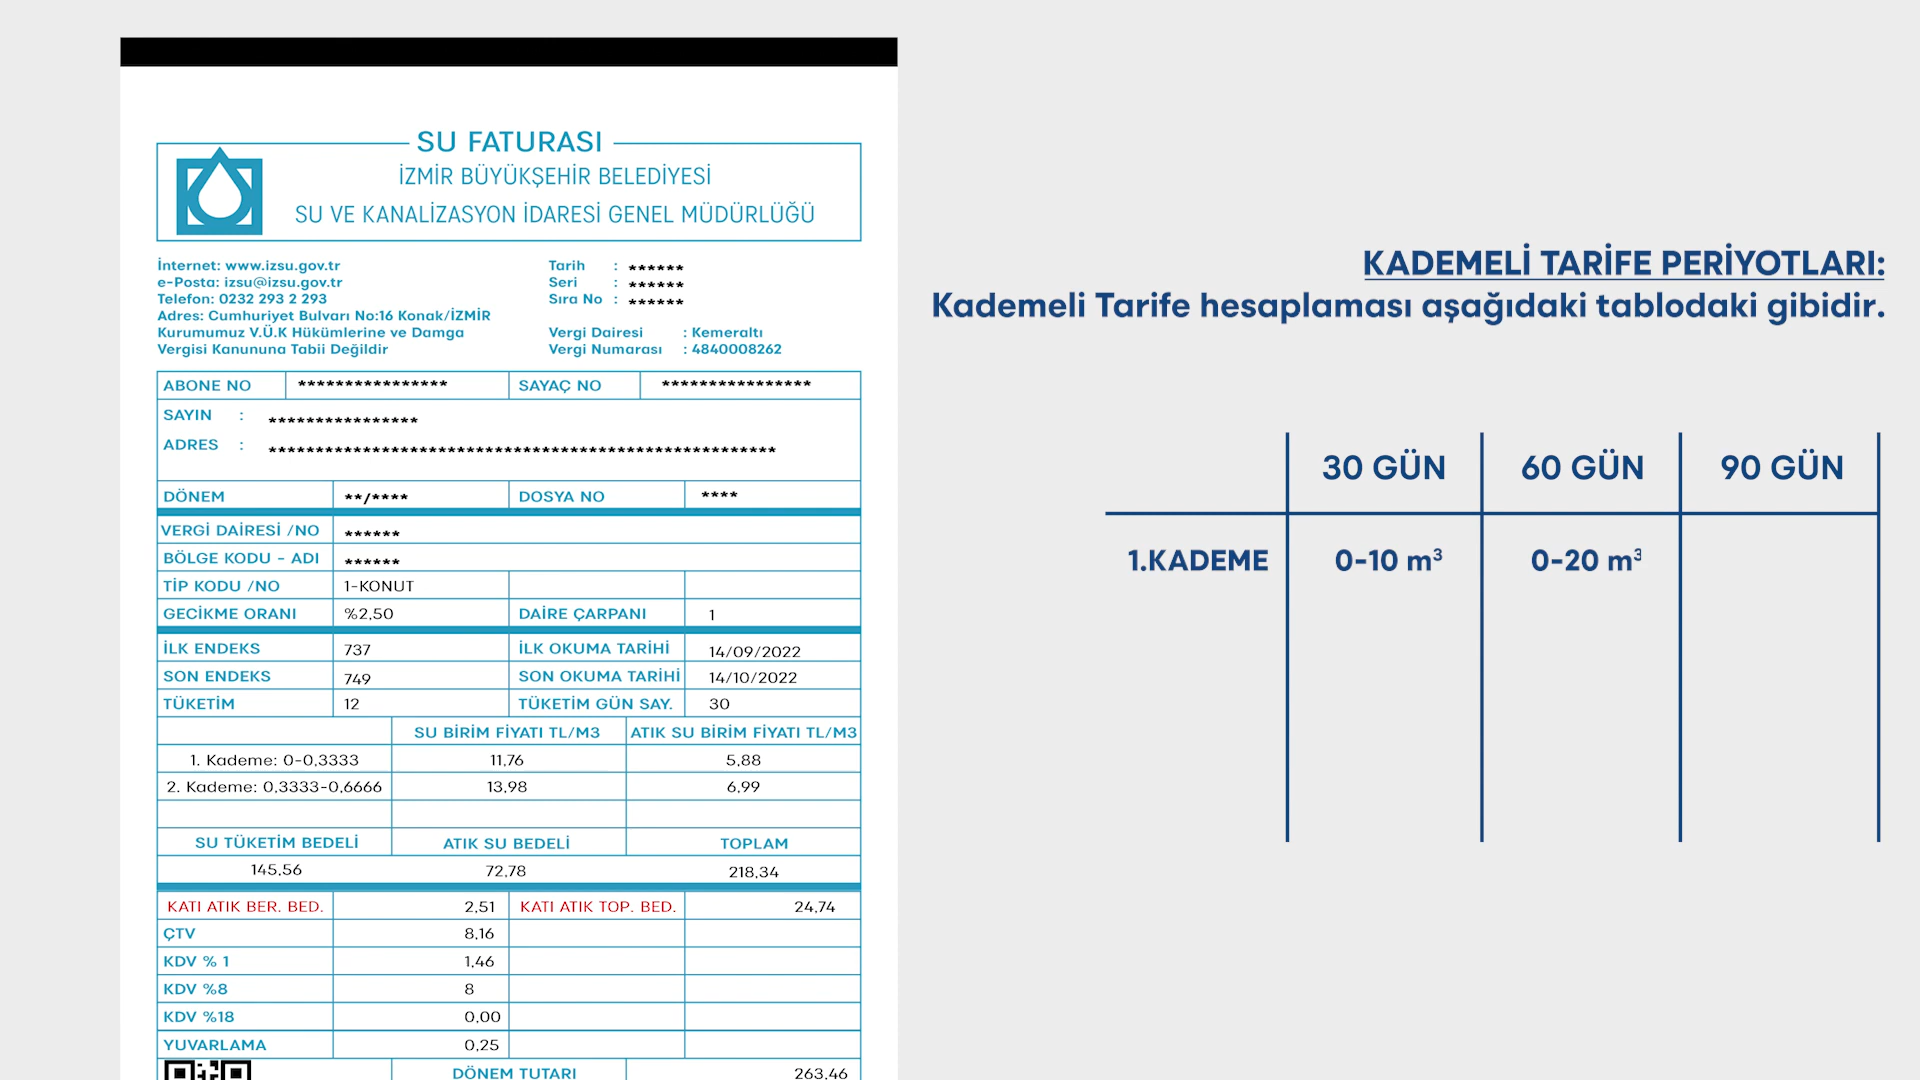 SU FATURASI
İZMİR BÜYÜKŞEHİR BELEDİYESİ
SU VE KANALİZASYON İDARESİ GENEL MÜDÜRLÜĞÜ
İnternet: www.izsu.gov.tr
e-Posta: izsu@izsu.gov.tr
Telefon: 0232 293 2 293
Adres: Cumhuriyet Bulvarı No:16 Konak/İZMİR
Kurumumuz V.Ü.K Hükümlerine ve Damga
Vergisi Kanununa Tabii Değildir
Tarih : ******
Seri : ******
Sıra No : ******
Vergi Dairesi : Kemeraltı
Vergi Numarası : 4840008262
ABONE NO **************** SAYAÇ NO ****************
SAYIN : ****************
ADRES : ******************************************************
DÖNEM **/**** DOSYA NO ****
VERGİ DAİRESİ /NO ******
BÖLGE KODU - ADI ******
TİP KODU /NO 1-KONUT
GECİKME ORANI %2,50 DAİRE ÇARPANI 1
İLK ENDEKS 737 İLK OKUMA TARİHİ 14/09/2022
SON ENDEKS 749 SON OKUMA TARİHİ 14/10/2022
TÜKETİM 12 TÜKETİM GÜN SAY. 30
SU BİRİM FİYATI TL/M3 ATIK SU BİRİM FİYATI TL/M3
1. Kademe: 0-0,3333 11,76 5,88
2. Kademe: 0,3333-0,6666 13,98 6,99
SU TÜKETİM BEDELİ ATIK SU BEDELİ TOPLAM
145,56 72,78 218,34
KATI ATIK BER. BED. 2,51 KATI ATIK TOP. BED. 24,74
ÇTV 8,16
KDV % 1 1,46
KDV %8 8
KDV %18 0,00
YUVARLAMA 0,25
DÖNEM TUTARI 263,46
KADEMELİ TARİFE PERİYOTLARI:
Kademeli Tarife hesaplaması aşağıdaki tablodaki gibidir.
30 GÜN 60 GÜN 90 GÜN
1.KADEME 0-10 m³ 0-20 m³